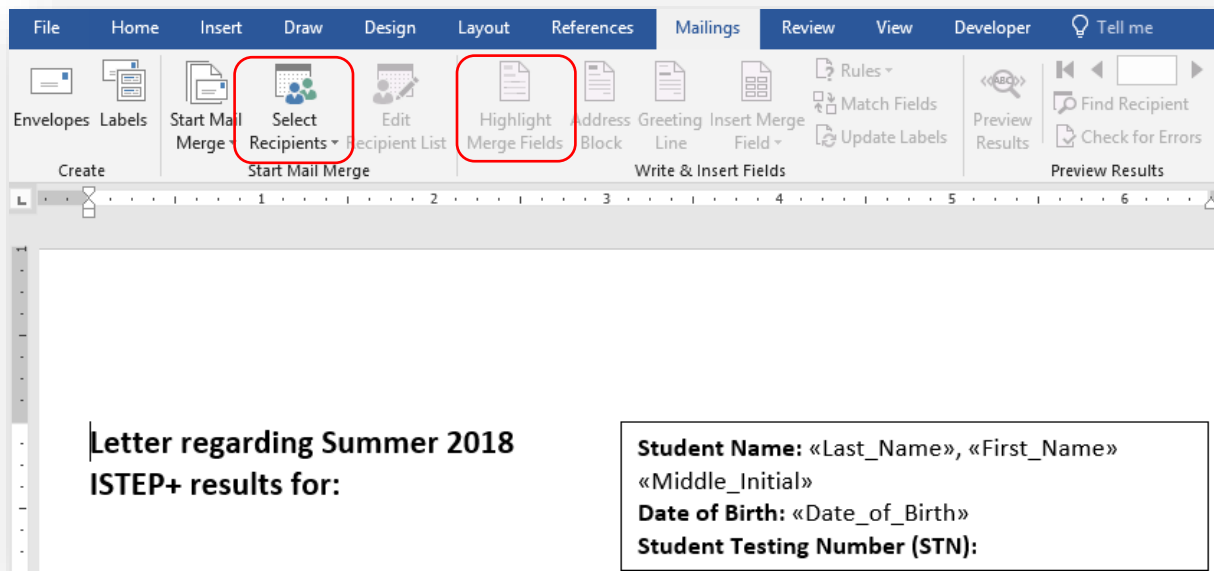 File Home Insert Draw Design Layout References Mailings Review View Developer Tell me
Envelopes Labels Start Mail Merge Select Recipients Edit Recipient List Highlight Merge Fields Address Block Greeting Line Insert Merge Field Rules Match Fields Update Labels «ABC» Preview Results Find Recipient Check for Errors
Create Start Mail Merge Write & Insert Fields Preview Results
L 1 2 3 4 5 6
1
Letter regarding Summer 2018
ISTEP+ results for:
Student Name: «Last_Name», «First_Name»
«Middle_Initial»
Date of Birth: «Date_of_Birth»
Student Testing Number (STN):